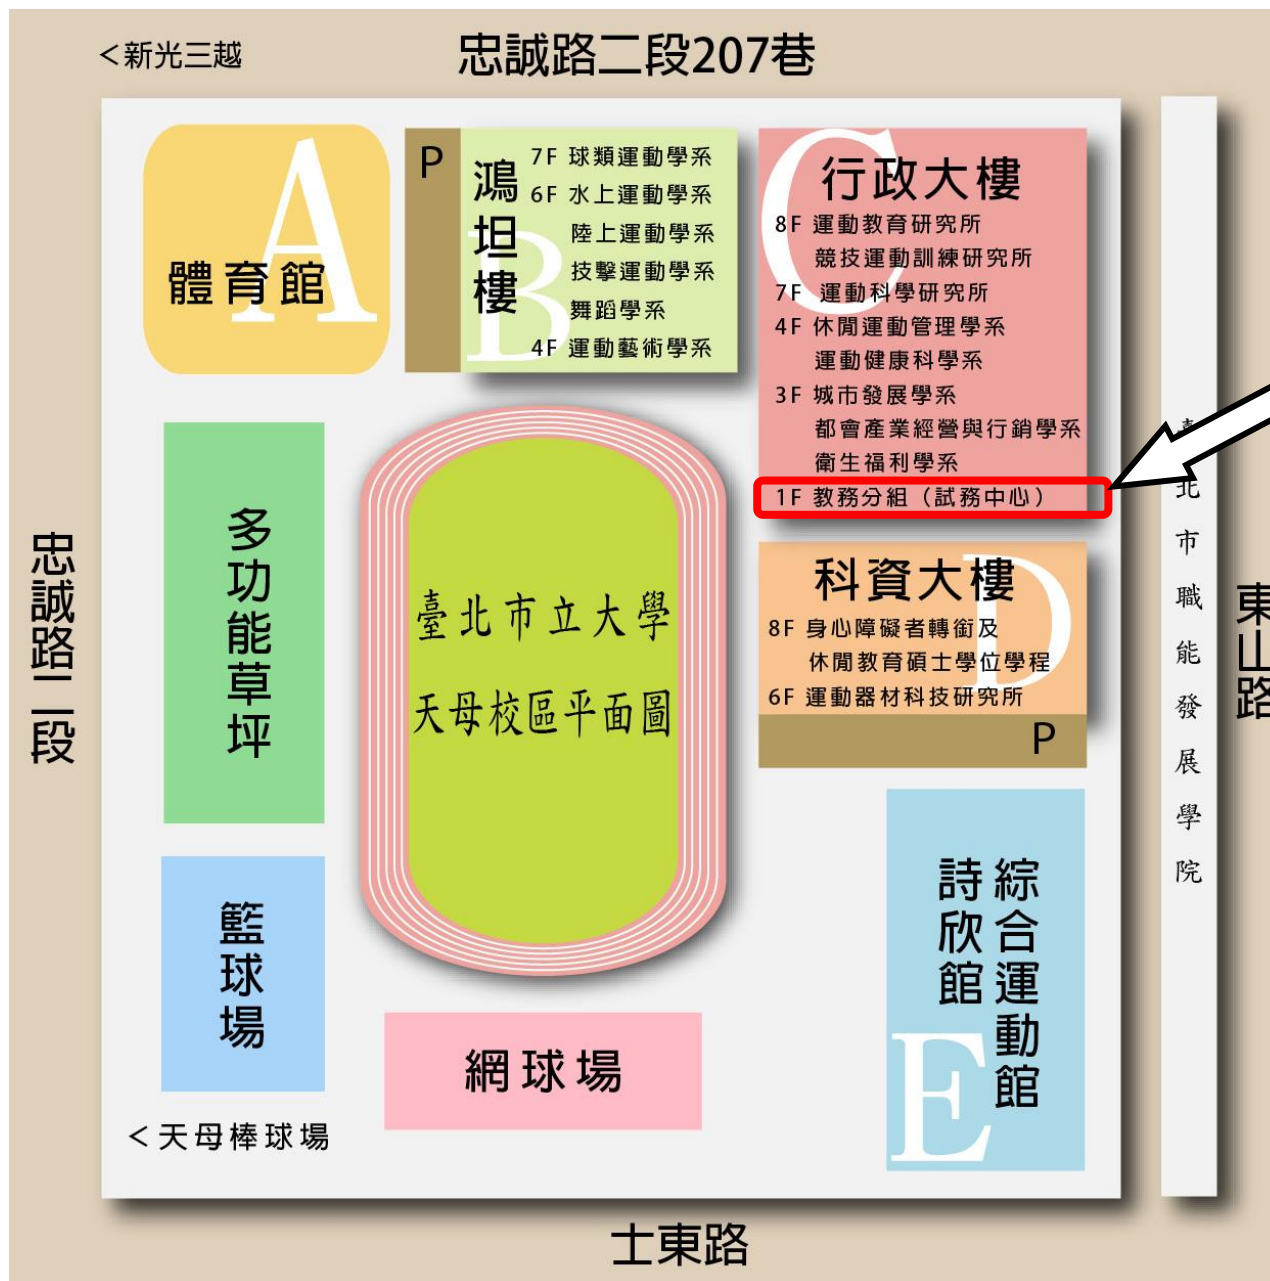 <新光三越
忠誠路二段207巷
A
體育館
P
B
鴻坦樓
7F 球類運動學系
6F 水上運動學系
陸上運動學系
技擊運動學系
舞蹈學系
4F 運動藝術學系
C
行政大樓
8F 運動教育研究所
競技運動訓練研究所
7F 運動科學研究所
4F 休閒運動管理學系
運動健康科學系
3F 城市發展學系
都會產業經營與行銷學系
衛生福利學系
1F 教務分組（試務中心）
D
科資大樓
8F 身心障礙者轉銜及
休閒教育碩士學位學程
6F 運動器材科技研究所
P
忠誠路二段
多功能草坪
臺北市立大學
天母校區平面圖
籃球場
網球場
綜合運動館
詩欣館
E
<天母棒球場
北市職能發展學院
東山路
士東路